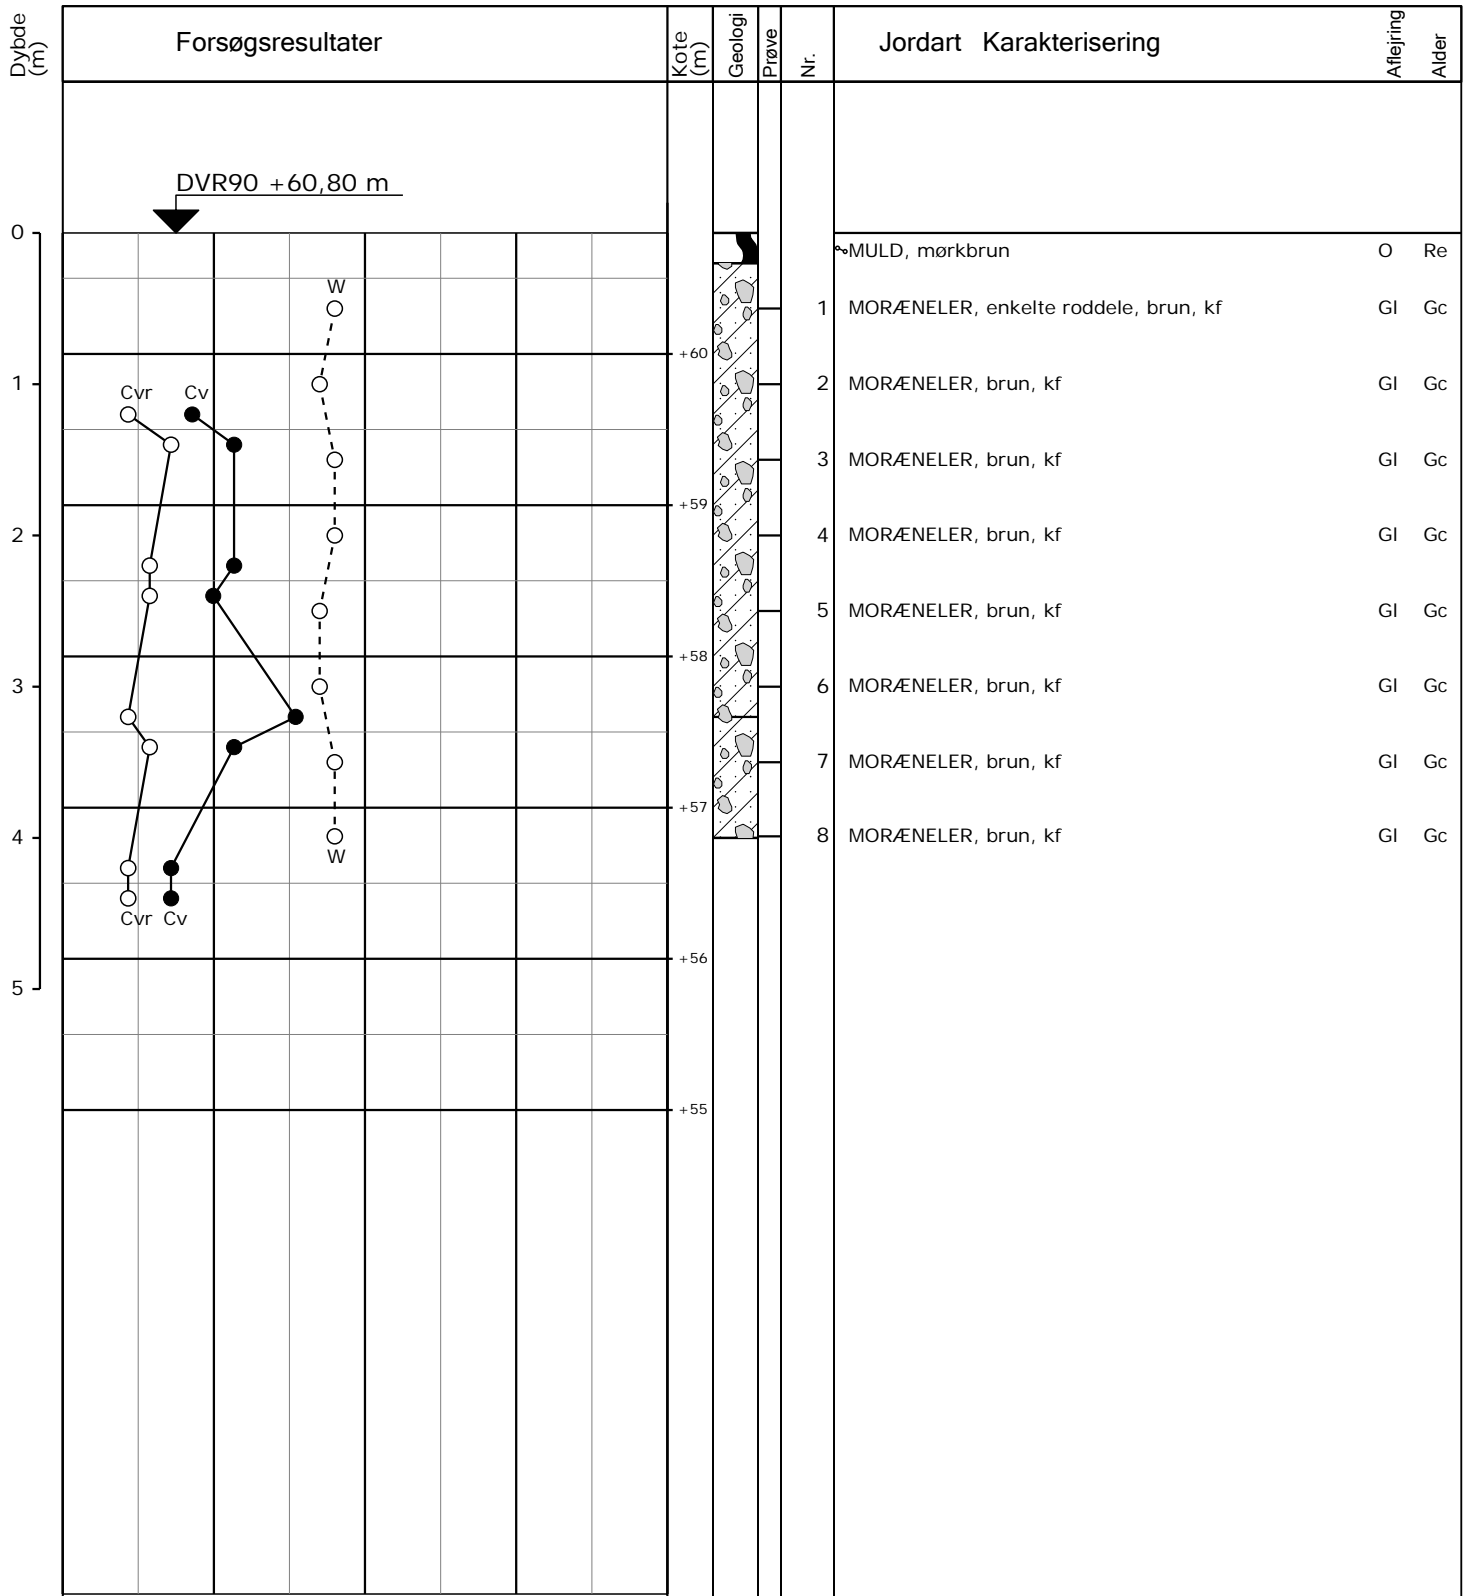 Dybde (m)
Forsøgsresultater
Kote (m)
Geologi
Prøve
Nr.
Jordart Karakterisering
Aflejring
Alder
DVR90 +60,80 m
0
MULD, mørkbrun O Re
W
1 MORÆNELER, enkelte roddele, brun, kf Gl Gc
+60
1
2 MORÆNELER, brun, kf Gl Gc
Cvr Cv
3 MORÆNELER, brun, kf Gl Gc
+59
2
4 MORÆNELER, brun, kf Gl Gc
5 MORÆNELER, brun, kf Gl Gc
+58
3
6 MORÆNELER, brun, kf Gl Gc
7 MORÆNELER, brun, kf Gl Gc
+57
4
8 MORÆNELER, brun, kf Gl Gc
W
Cvr Cv
+56
5
+55